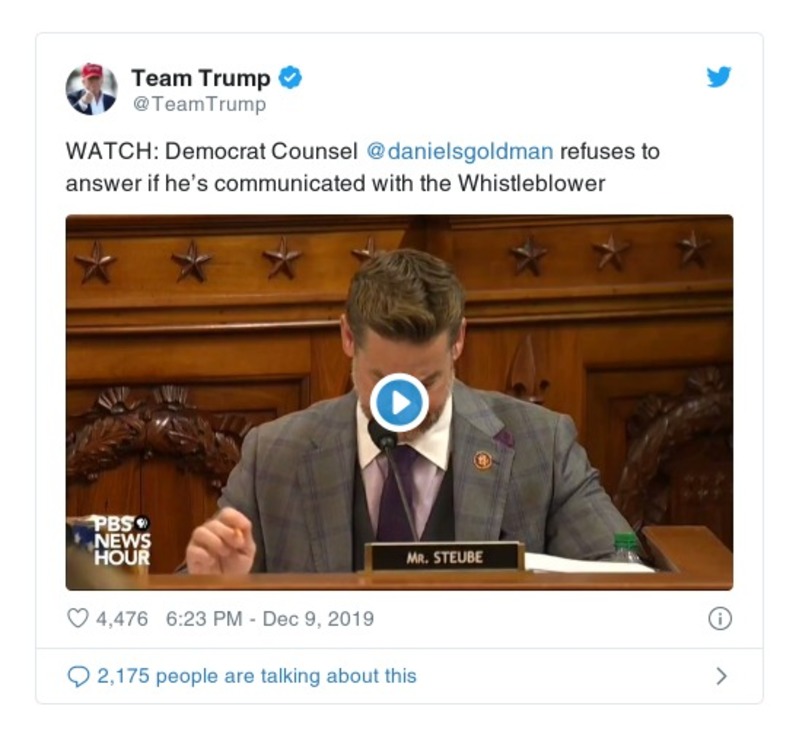 Team Trump
@TeamTrump
WATCH: Democrat Counsel @danielsgoldman refuses to
answer if he’s communicated with the Whistleblower
PBS
NEWS
HOUR
MR. STEUBE
4,476 6:23 PM - Dec 9, 2019
2,175 people are talking about this